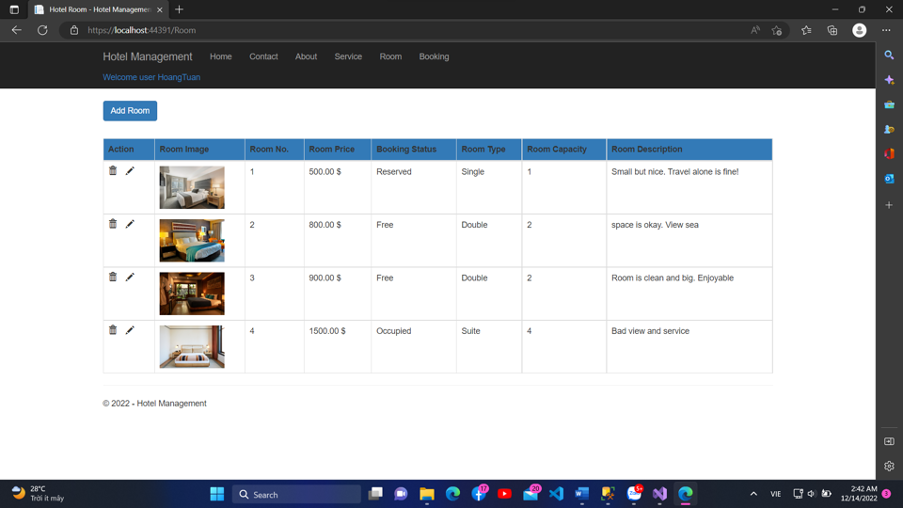 Hotel Room - Hotel Managemen
https://localhost:44391/Room
Hotel Management Home Contact About Service Room Booking
Welcome user HoangTuan
Add Room
Action Room Image Room No. Room Price Booking Status Room Type Room Capacity Room Description
1 500.00 $ Reserved Single 1 Small but nice. Travel alone is fine!
2 800.00 $ Free Double 2 space is okay. View sea
3 900.00 $ Free Double 2 Room is clean and big. Enjoyable
4 1500.00 $ Occupied Suite 4 Bad view and service
© 2022 - Hotel Management
28°C
Trời ít mây
Search
17
20
5+
VIE
2:42 AM
12/14/2022
3